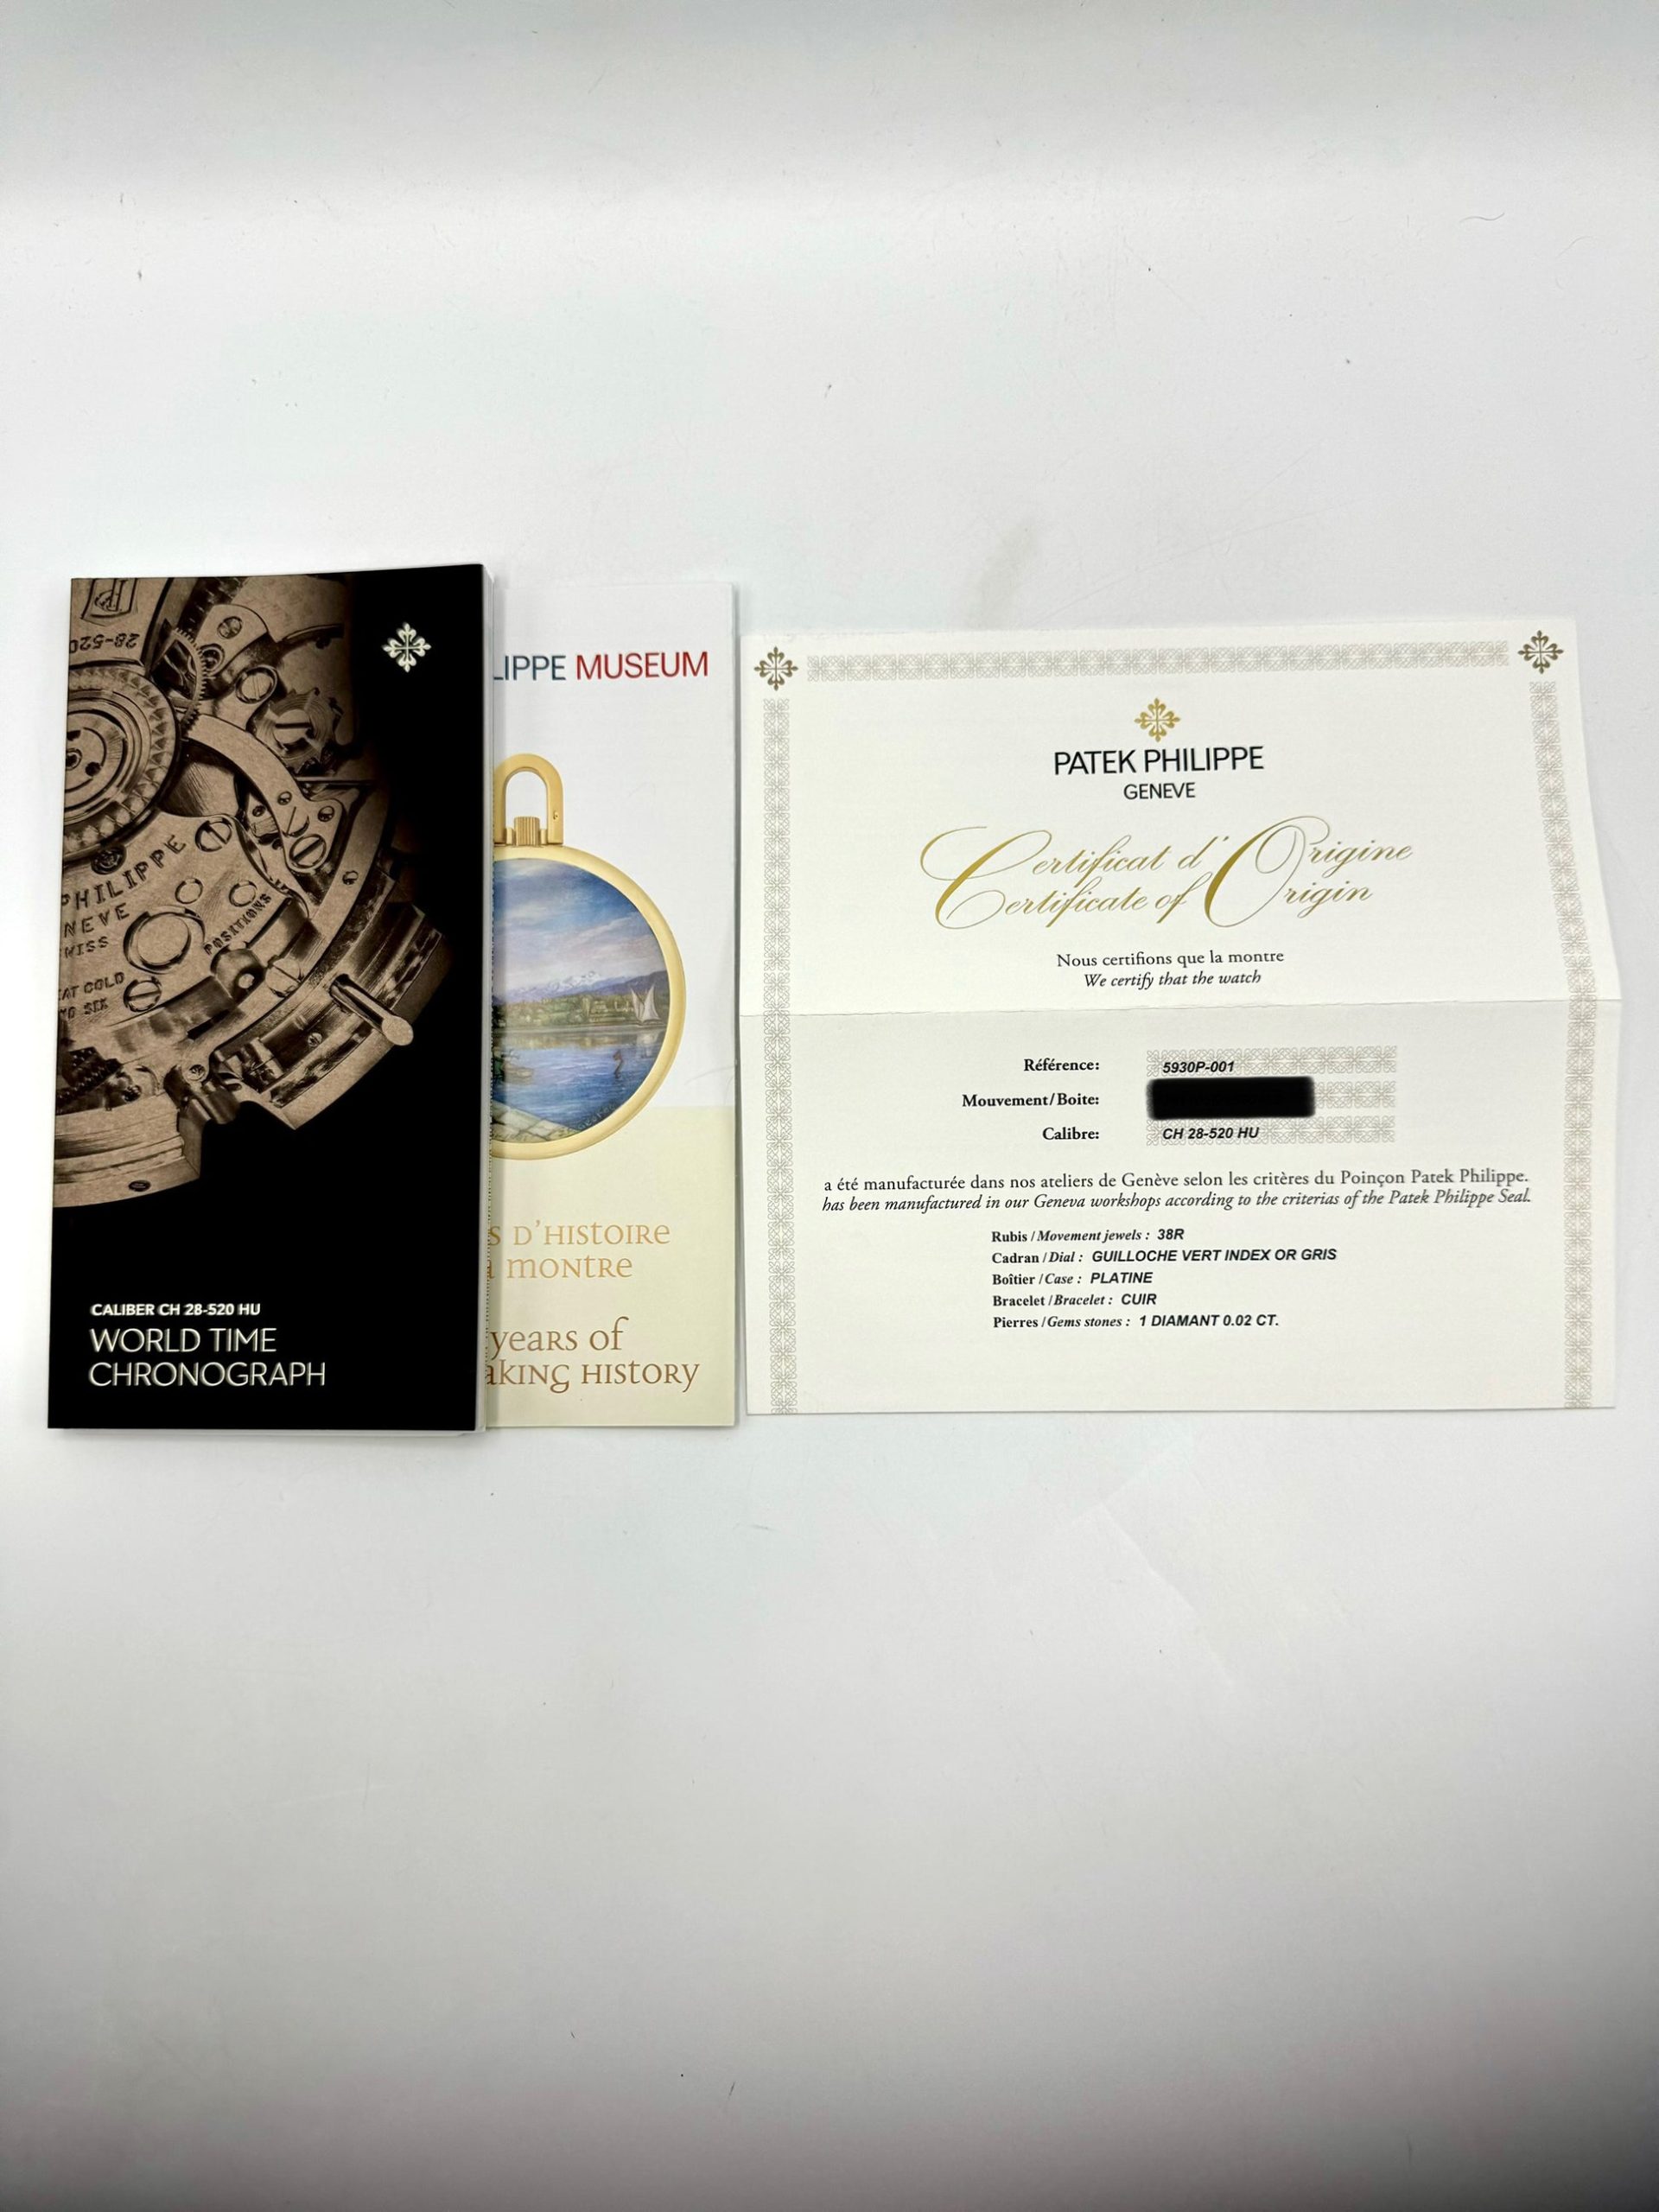 28-520
PHILIPPE
SWISS
POSITIONS
CALIBER CH 28-520 HU
WORLD TIME
CHRONOGRAPH
LIPPE MUSEUM
S D'HISTOIRE
MONTRE
years of
AKING HISTORY
PATEK PHILIPPE
GENEVE
Certificat d'Origine
Certificate of Origin
Nous certifions que la montre
We certify that the watch
Référence: 5930P-001
Mouvement/Boite:
Calibre: CH 28-520 HU
a été manufacturée dans nos ateliers de Genève selon les critères du Poinçon Patek Philippe.
has been manufactured in our Geneva workshops according to the criterias of the Patek Philippe Seal.
Rubis / Movement jewels : 38R
Cadran / Dial : GUILLOCHE VERT INDEX OR GRIS
Boîtier / Case : PLATINE
Bracelet / Bracelet : CUIR
Pierres / Gems stones : 1 DIAMANT 0.02 CT.